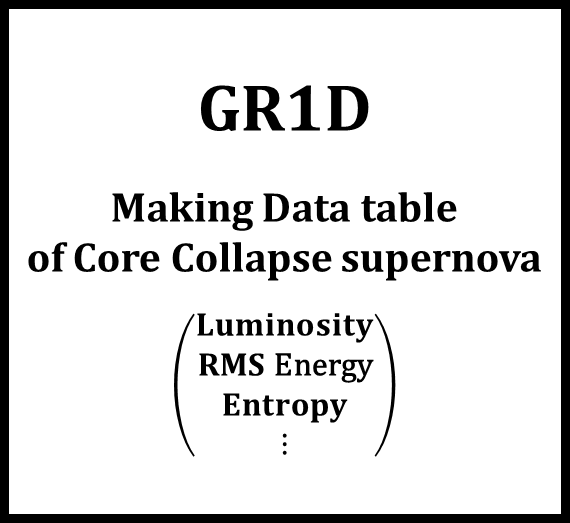 GR1D
Making Data table
of Core Collapse supernova
Luminosity
RMS Energy
Entropy
⋮